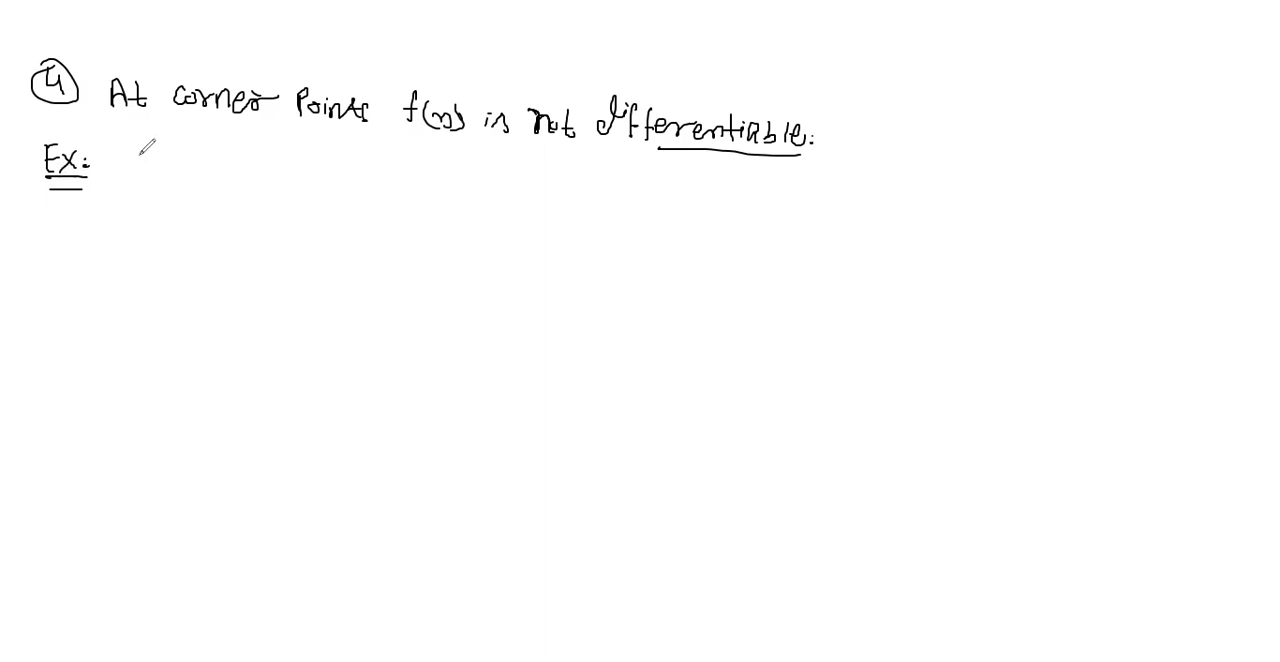 4 At corner Points f(x) is not differentiable.
Ex: